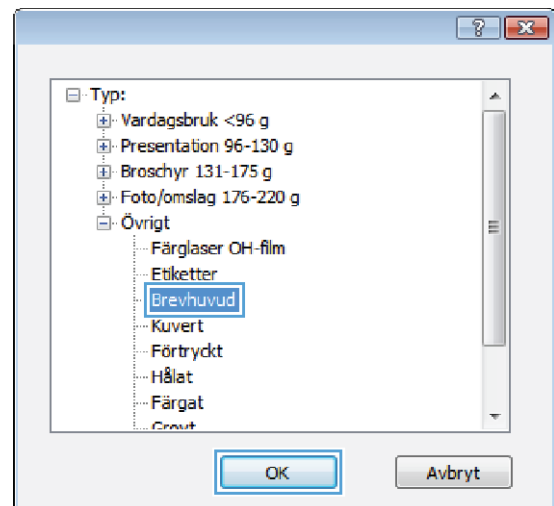 Typ:
Vardagsbruk <96 g
Presentation 96-130 g
Broschyr 131-175 g
Foto/omslag 176-220 g
Övrigt
Färglaser OH-film
Etiketter
Brevhuvud
Kuvert
Förtryckt
Hålat
Färgat
OK
Avbryt